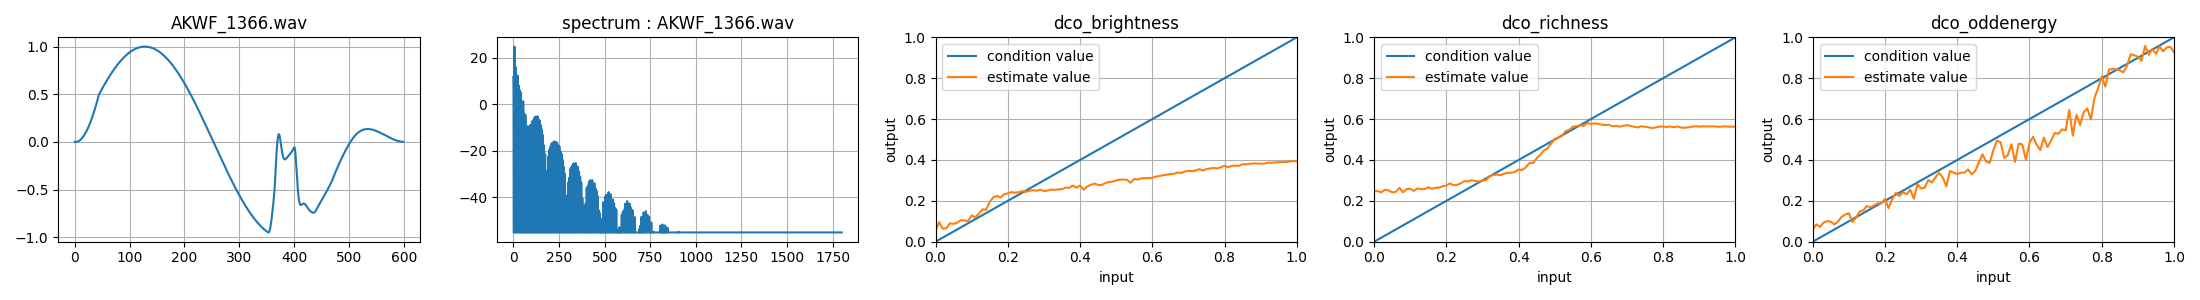 AKWF_1366.wav
1.0
0.5
0.0
−0.5
−1.0
0 100 200 300 400 500 600
spectrum : AKWF_1366.wav
20
0
−20
−40
0 250 500 750 1000 1250 1500 1750
dco_brightness
condition value
estimate value
output
1.0
0.8
0.6
0.4
0.2
0.0
0.0 0.2 0.4 0.6 0.8 1.0
input
dco_richness
condition value
estimate value
output
1.0
0.8
0.6
0.4
0.2
0.0
0.0 0.2 0.4 0.6 0.8 1.0
input
dco_oddenergy
condition value
estimate value
output
1.0
0.8
0.6
0.4
0.2
0.0
0.0 0.2 0.4 0.6 0.8 1.0
input